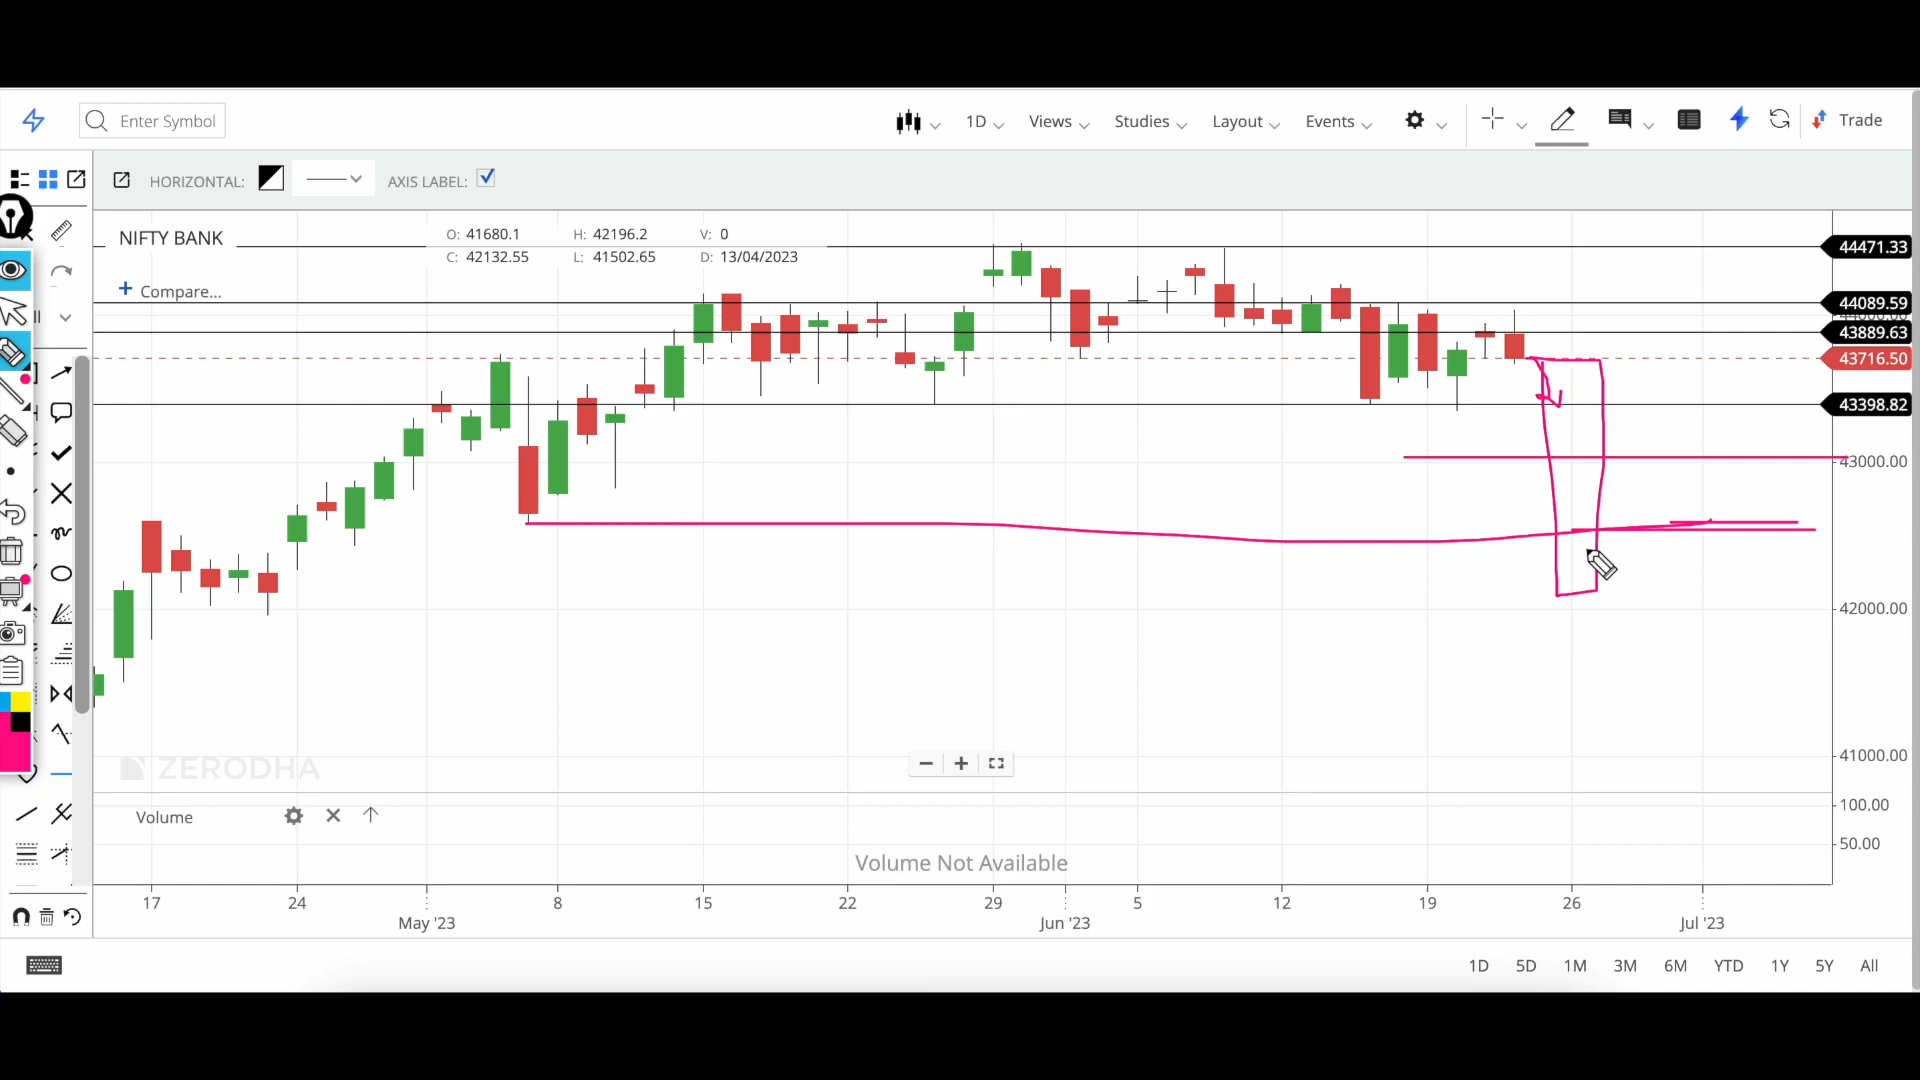 Enter Symbol
1D
Views
Studies
Layout
Events
Trade
HORIZONTAL:
AXIS LABEL:
NIFTY BANK
O: 41680.1 H: 42196.2 V: 0
C: 42132.55 L: 41502.65 D: 13/04/2023
+ Compare...
44471.33
44089.59
43889.63
43716.50
43398.82
43000.00
42000.00
41000.00
ZERODHA
Volume
100.00
50.00
Volume Not Available
17 24 8 15 22 29 5 12 19 26
May '23 Jun '23 Jul '23
1D 5D 1M 3M 6M YTD 1Y 5Y All